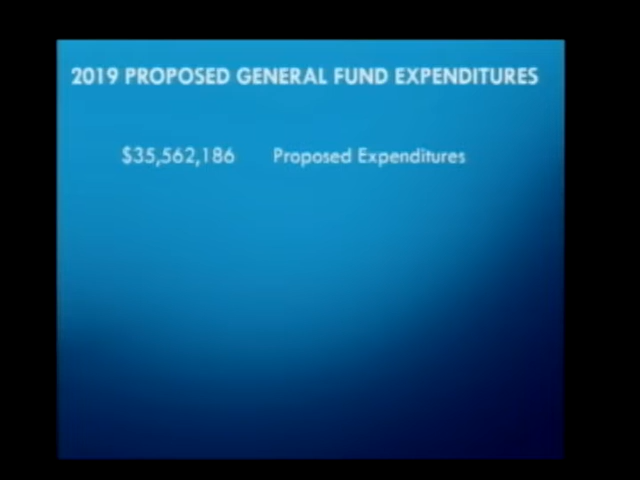 2019 PROPOSED GENERAL FUND EXPENDITURES
$35,562,186 Proposed Expenditures